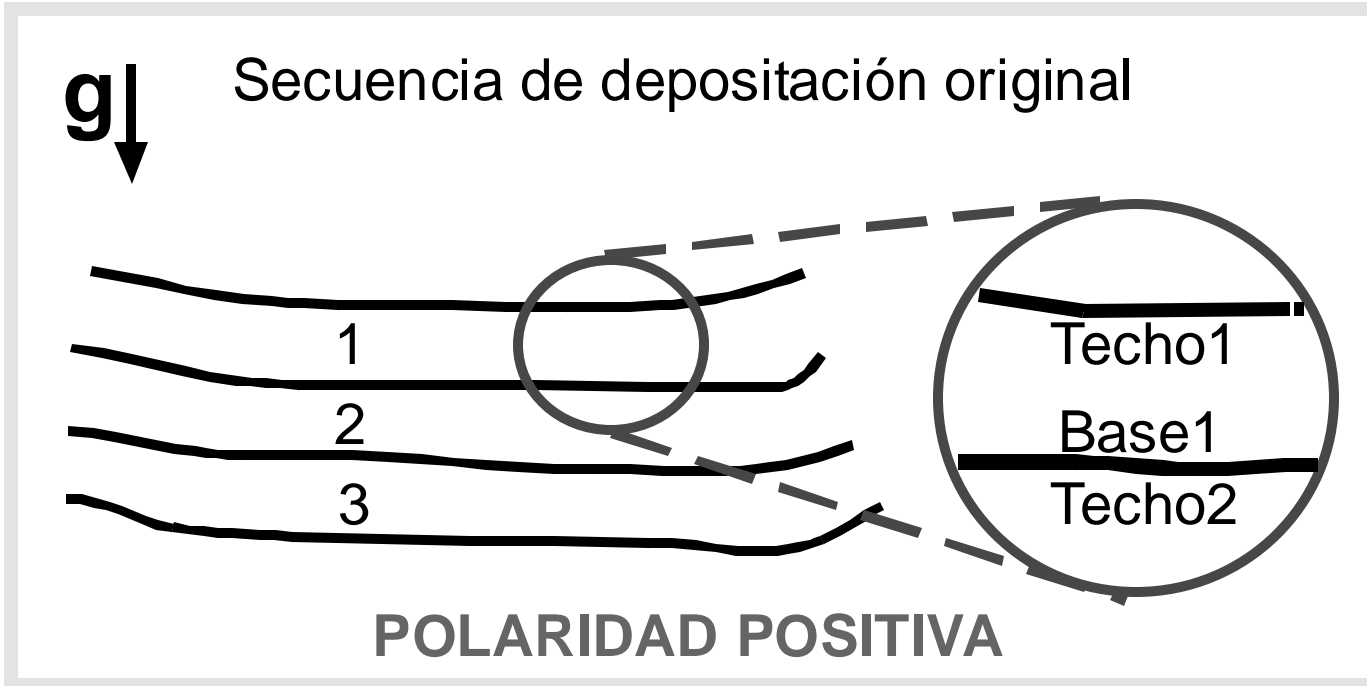 g
Secuencia de depositación original
1
2
3
Techo1
Base1
Techo2
POLARIDAD POSITIVA